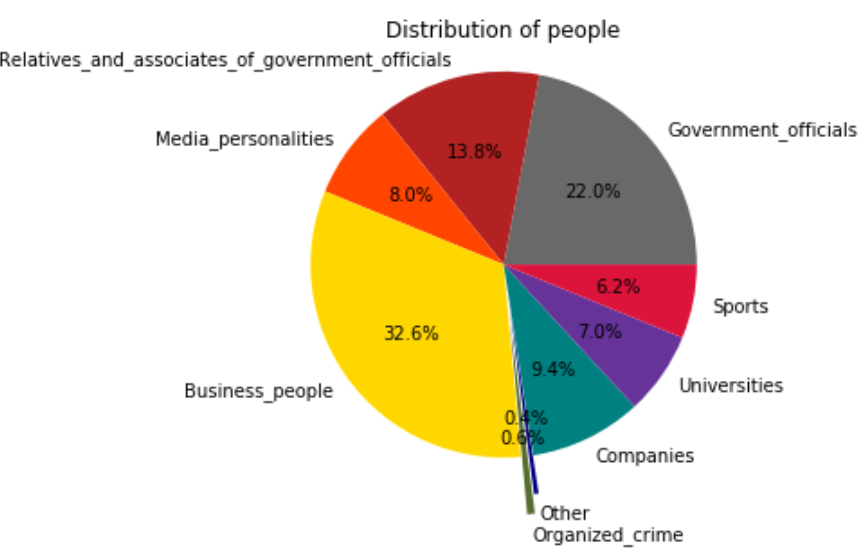 Distribution of people
Relatives_and_associates_of_government_officials
Government_officials
Media_personalities
13.8%
22.0%
8.0%
6.2%
Sports
7.0%
32.6%
9.4%
Universities
Business_people
0.4%
0.6%
Companies
Other
Organized_crime